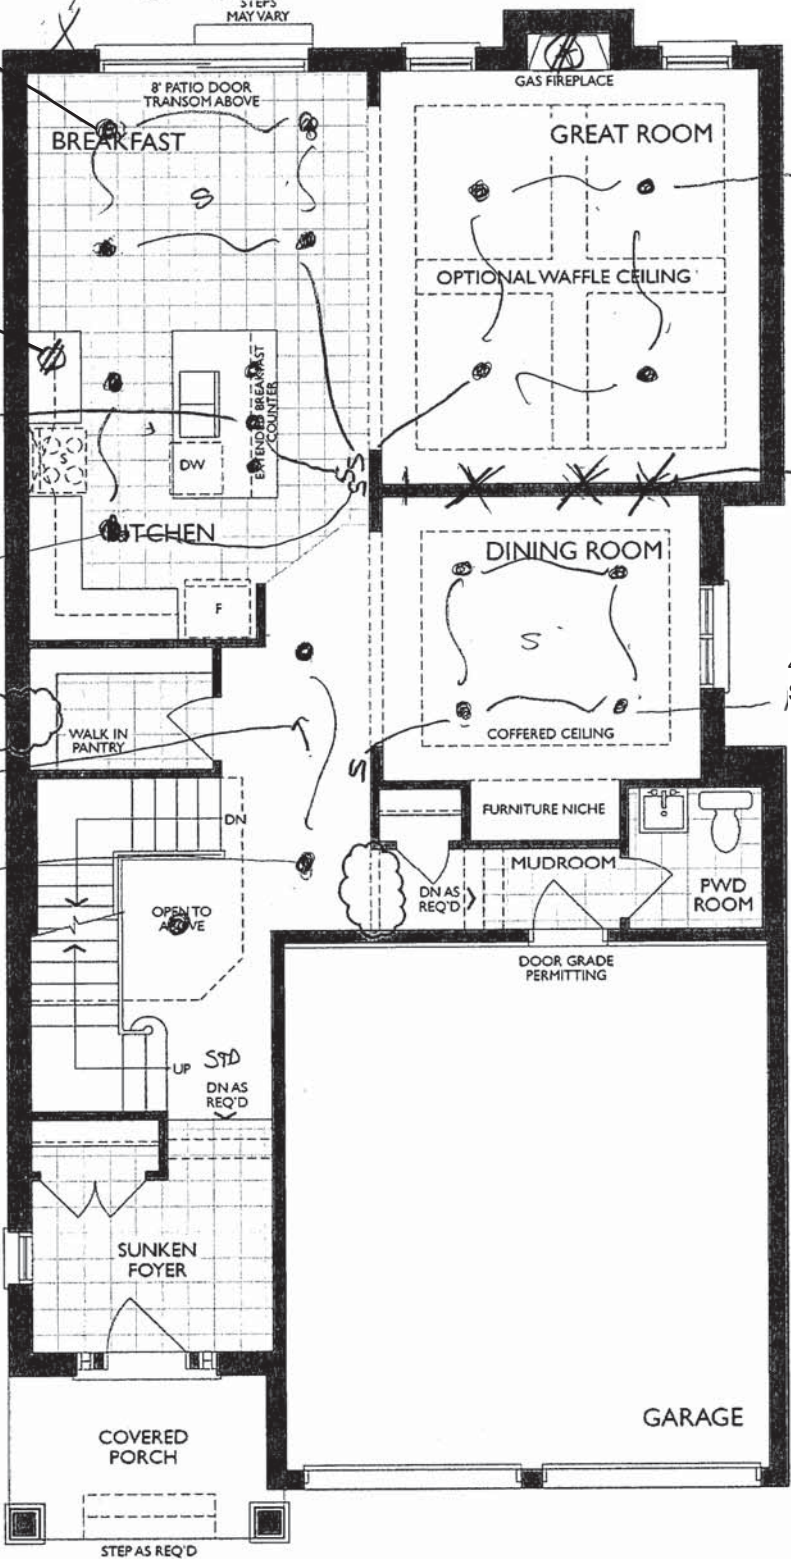 STEPS
MAY VARY
GAS FIREPLACE
8' PATIO DOOR
TRANSOM ABOVE
BREAKFAST
GREAT ROOM
S
OPTIONAL WAFFLE CEILING
EXTENDED BREAKFAST
COUNTER
S
DW
S
S
S
KITCHEN
DINING ROOM
F
S
COFFERED CEILING
WALK IN
PANTRY
S
FURNITURE NICHE
DN
MUDROOM
DN AS
REQ'D
PWD
ROOM
OPEN TO
ABOVE
DOOR GRADE
PERMITTING
UP
STD
DN AS
REQ'D
SUNKEN
FOYER
GARAGE
COVERED
PORCH
STEP AS REQ'D